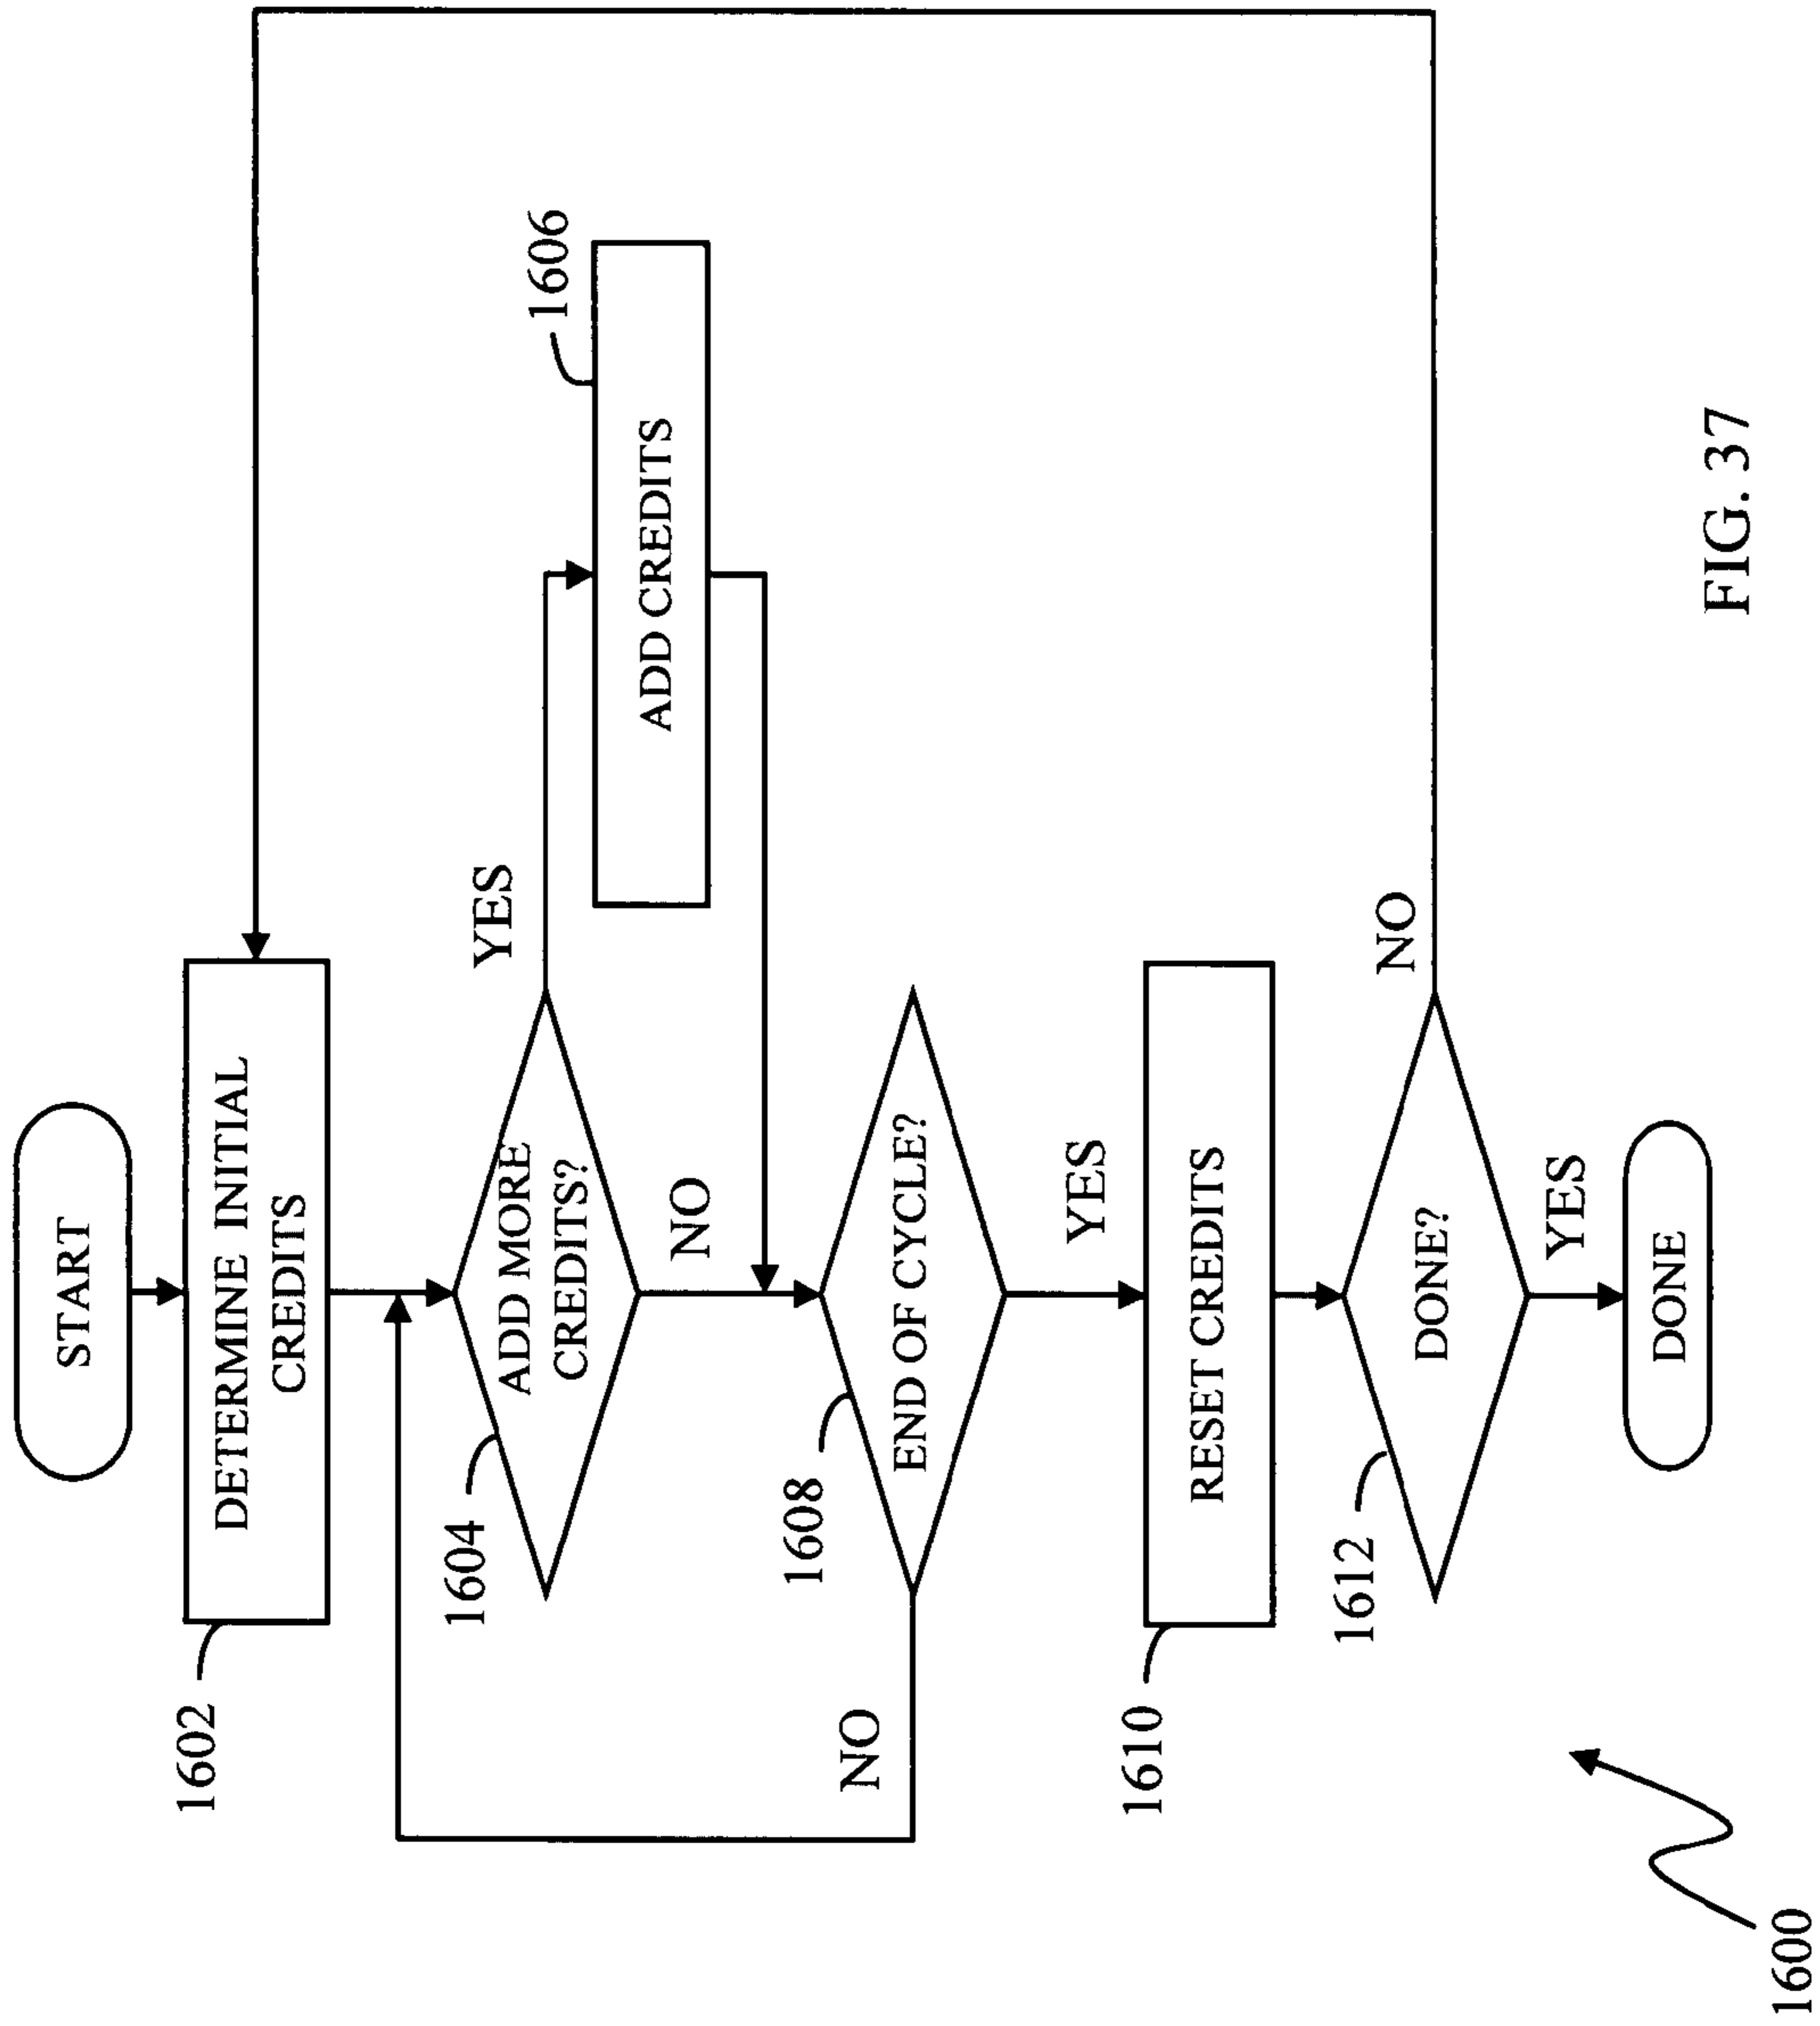 START
1602
DETERMINE INITIAL
CREDITS
1604
ADD MORE
CREDITS?
YES
1606
ADD CREDITS
NO
1608
END OF CYCLE?
NO
YES
1610
RESET CREDITS
1612
DONE?
NO
YES
DONE
1600
FIG. 37